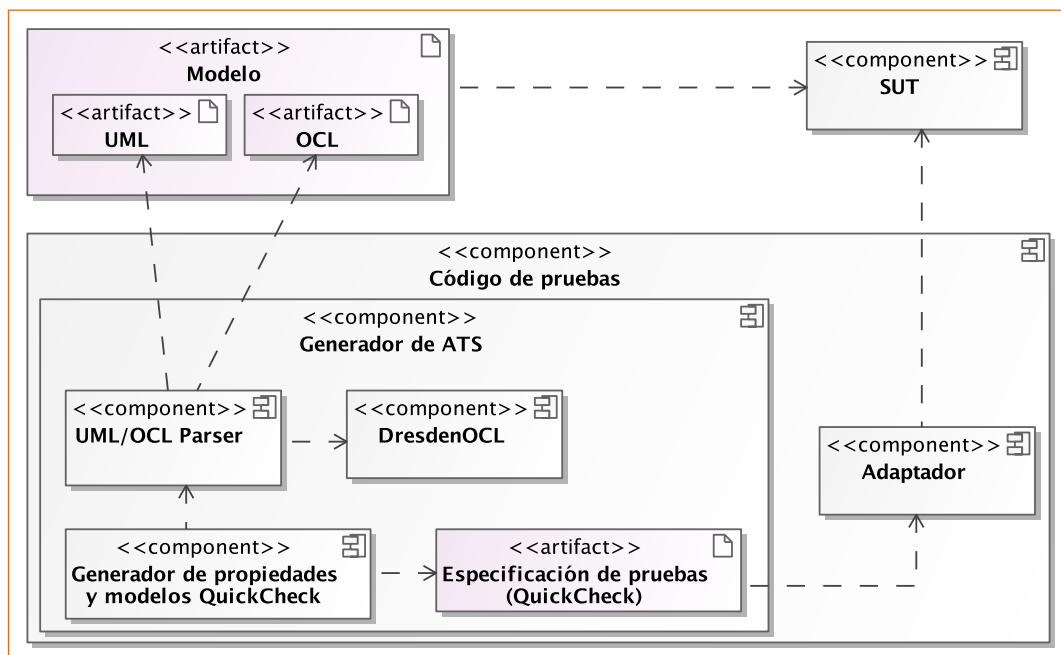 <<artifact>>
Modelo
<<artifact>>
UML
<<artifact>>
OCL
<<component>>
SUT
<<component>>
Código de pruebas
<<component>>
Generador de ATS
<<component>>
UML/OCL Parser
<<component>>
DresdenOCL
<<component>>
Adaptador
<<component>>
Generador de propiedades
y modelos QuickCheck
<<artifact>>
Especificación de pruebas
(QuickCheck)